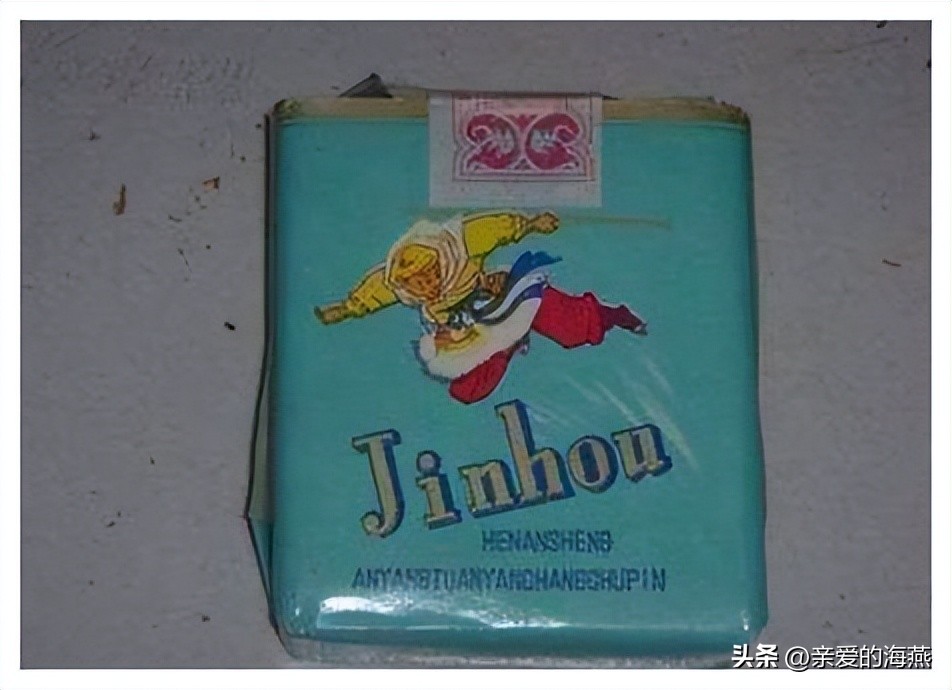 Jinhou
HENANSHENG
ANYANGJUANYANCHANGCHUPIN
头条 @亲爱的海燕